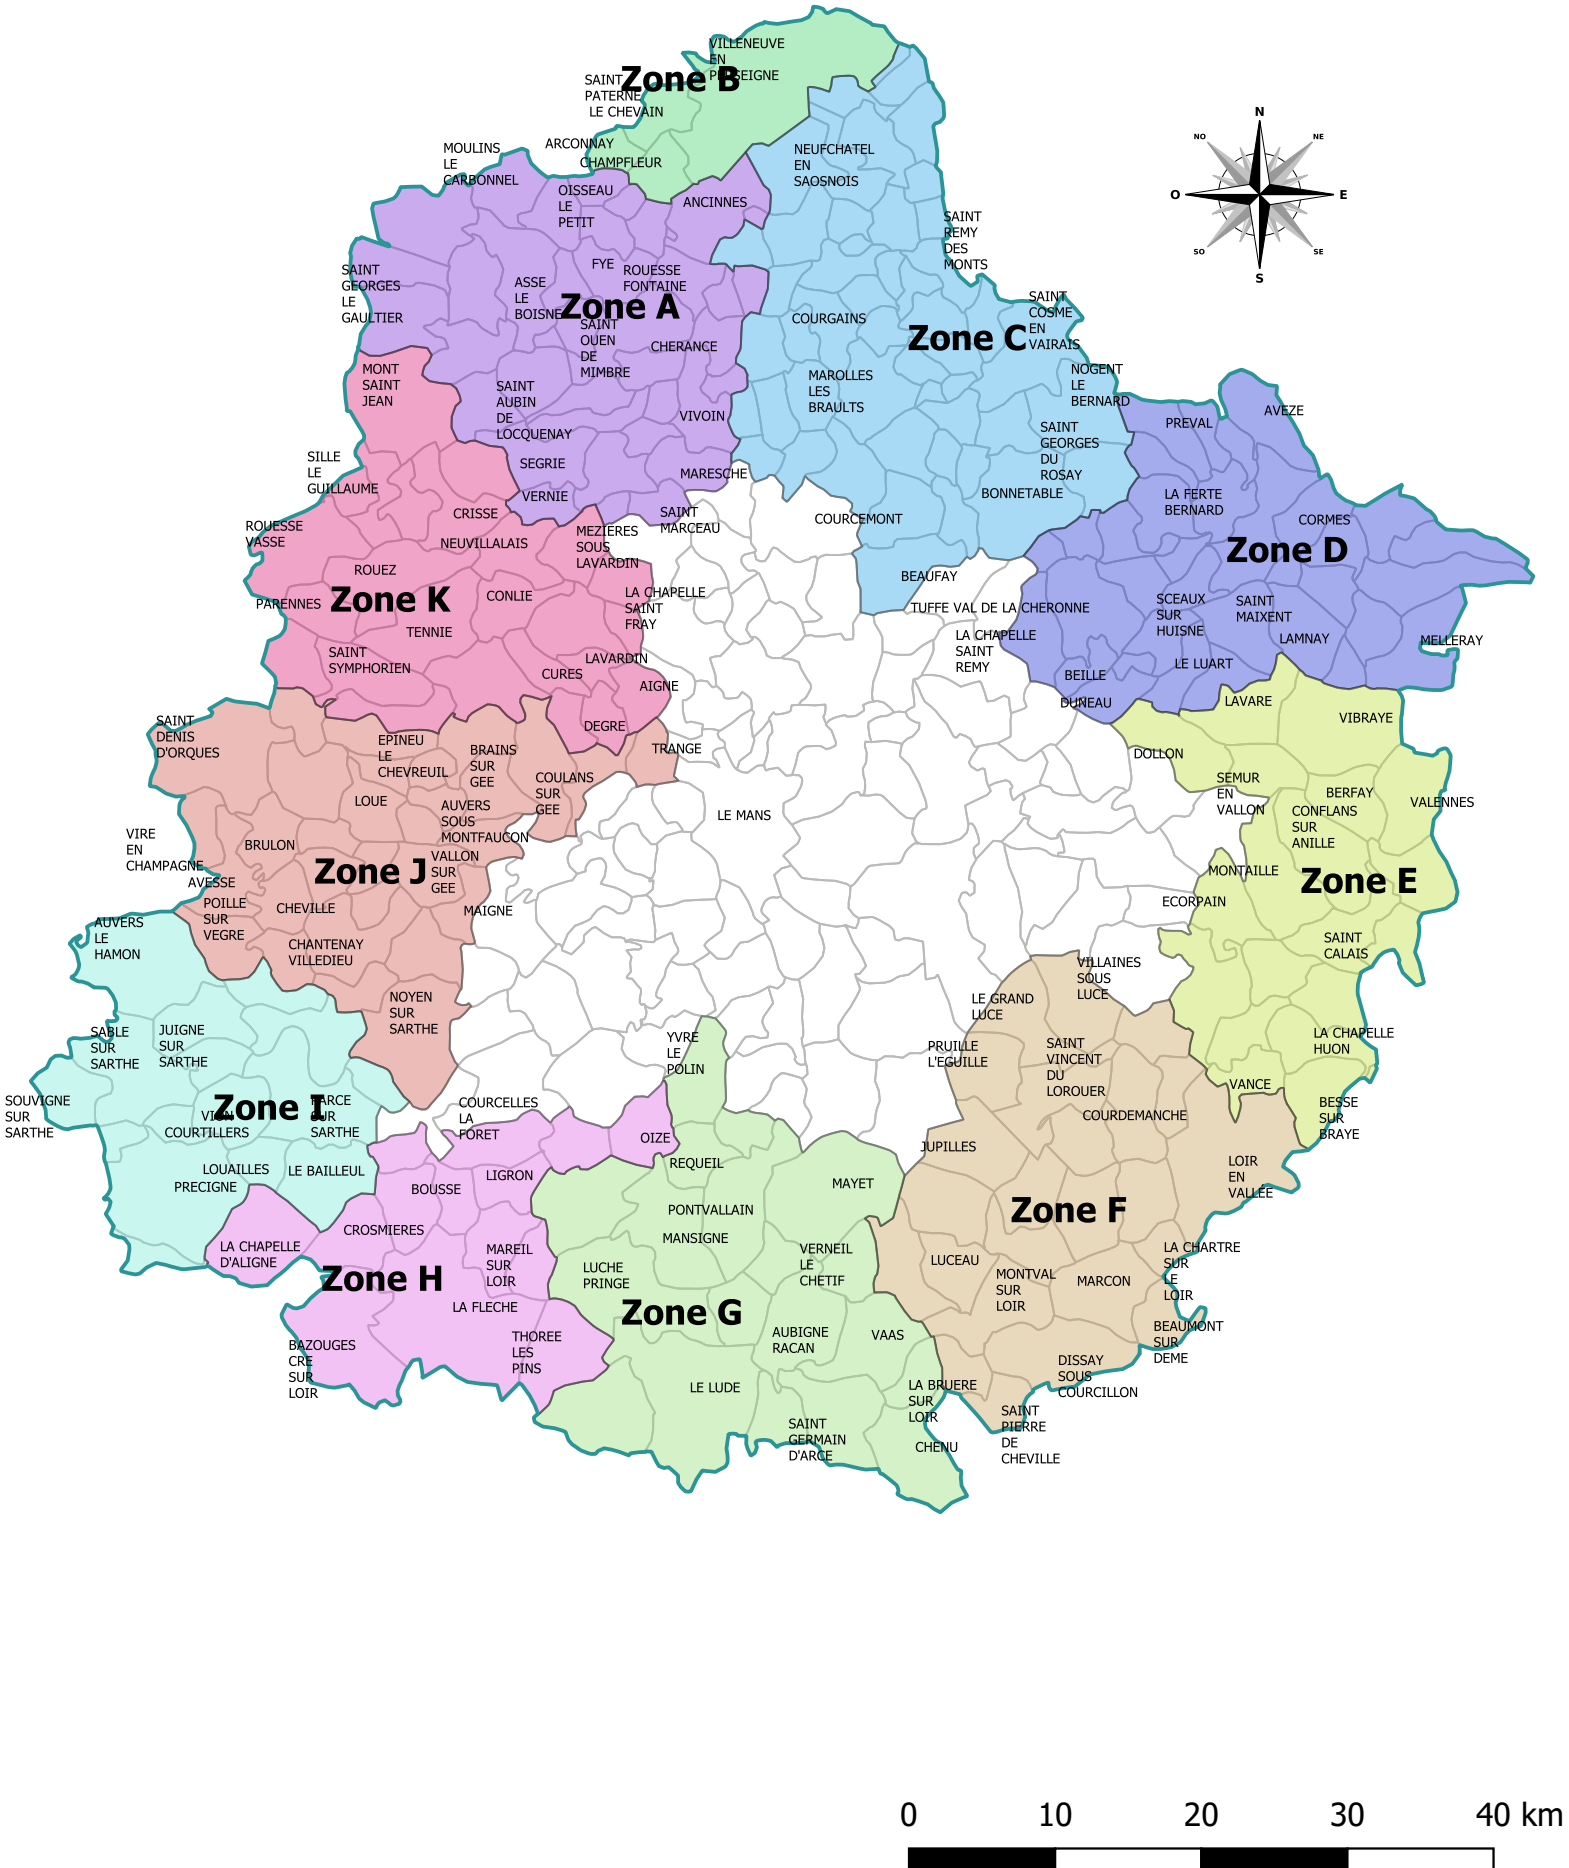 VILLENEUVE
EN
PERSEIGNE
Zone B
SAINT
PATERNE
LE CHEVAIN
ARCONNAY
CHAMPFLEUR
MOULINS
LE
CARBONNEL
OISSEAU
LE
PETIT
ANCINNES
NEUFCHATEL
EN
SAOSNOIS
N
NO
NE
O
E
SO
SE
S
SAINT
REMY
DES
MONTS
SAINT
GEORGES
LE
GAULTIER
FYE
ROUESSE
FONTAINE
ASSE
LE
BOISNE
Zone A
SAINT
OUEN
DE
MIMBRE
CHERANCE
COURGAINS
Zone C
SAINT
COSME
EN
VAIRAIS
MONT
SAINT
JEAN
SAINT
AUBIN
DE
LOCQUENAY
VIVOIN
MAROLLES
LES
BRAULTS
NOGENT
LE
BERNARD
PREVAL
AVEZE
SAINT
GEORGES
DU
ROSAY
SILLE
LE
GUILLAUME
SEGRIE
MARESCHE
VERNIE
BONNETABLE
LA FERTE
BERNARD
CRISSE
SAINT
MARCEAU
COURCEMONT
CORMES
ROUESSE
VASSE
NEUVILLALAIS
MEZIERES
SOUS
LAVARDIN
Zone D
ROUEZ
BEAUFAY
PARENNES
Zone K
CONLIE
LA CHAPELLE
SAINT
FRAY
TUFFE VAL DE LA CHERONNE
SCEAUX
SUR
HUISNE
SAINT
MAIXENT
TENNIE
LA CHAPELLE
SAINT
REMY
LAMNAY
MELLERAY
SAINT
SYMPHORIEN
LAVARDIN
CURES
AIGNE
LE LUART
BEILLE
DUNEAU
LAVARE
VIBRAYE
SAINT
DENIS
D'ORQUES
DEGRE
EPINEU
LE
CHEVREUIL
BRAINS
SUR
GEE
TRANGE
DOLLON
COULANS
SUR
GEE
SEMUR
EN
VALLON
BERFAY
VALENNES
LOUE
AUVERS
SOUS
MONTFAUCON
LE MANS
CONFLANS
SUR
ANILLE
VIRE
EN
CHAMPAGNE
BRULON
Zone J
VALLON
SUR
GEE
MONTAILLE
Zone E
AVESSE
POILLE
SUR
VEGRE
CHEVILLE
MAIGNE
ECORPAIN
AUVERS
LE
HAMON
CHANTENAY
VILLEDIEU
SAINT
CALAIS
VILLAINES
SOUS
LUCE
NOYEN
SUR
SARTHE
LE GRAND
LUCE
SABLE
SUR
SARTHE
JUIGNE
SUR
SARTHE
YVRE
LE
POLIN
PRUILLE
L'EGUILLE
SAINT
VINCENT
DU
LOROUER
LA CHAPELLE
HUON
VANCE
SOUVIGNE
SUR
SARTHE
Zone I
VION
PARCE
SUR
SARTHE
COURTILLERS
COURCELLES
LA
FORET
COURDEMANCHE
BESSE
SUR
BRAYE
OIZE
JUPILLES
LOUAILLES
LE BAILLEUL
LIGRON
REQUEIL
LOIR
EN
VALLÉE
PRECIGNE
BOUSSE
MAYET
PONTVALLAIN
Zone F
CROSMIERES
MANSIGNE
LA CHAPELLE
D'ALIGNE
MAREIL
SUR
LOIR
VERNEIL
LE
CHETIF
LUCEAU
LA CHARTRE
SUR
LE
LOIR
Zone H
LUCHE
PRINGE
MONTVAL
SUR
LOIR
MARCON
LA FLECHE
Zone G
BAZOUGES
CRE
SUR
LOIR
THOREE
LES
PINS
AUBIGNE
RACAN
VAAS
BEAUMONT
SUR
DEME
LE LUDE
LA BRUERE
SUR
LOIR
DISSAY
SOUS
COURCILLON
SAINT
GERMAIN
D'ARCE
CHENU
SAINT
PIERRE
DE
CHEVILLE
0 10 20 30 40 km